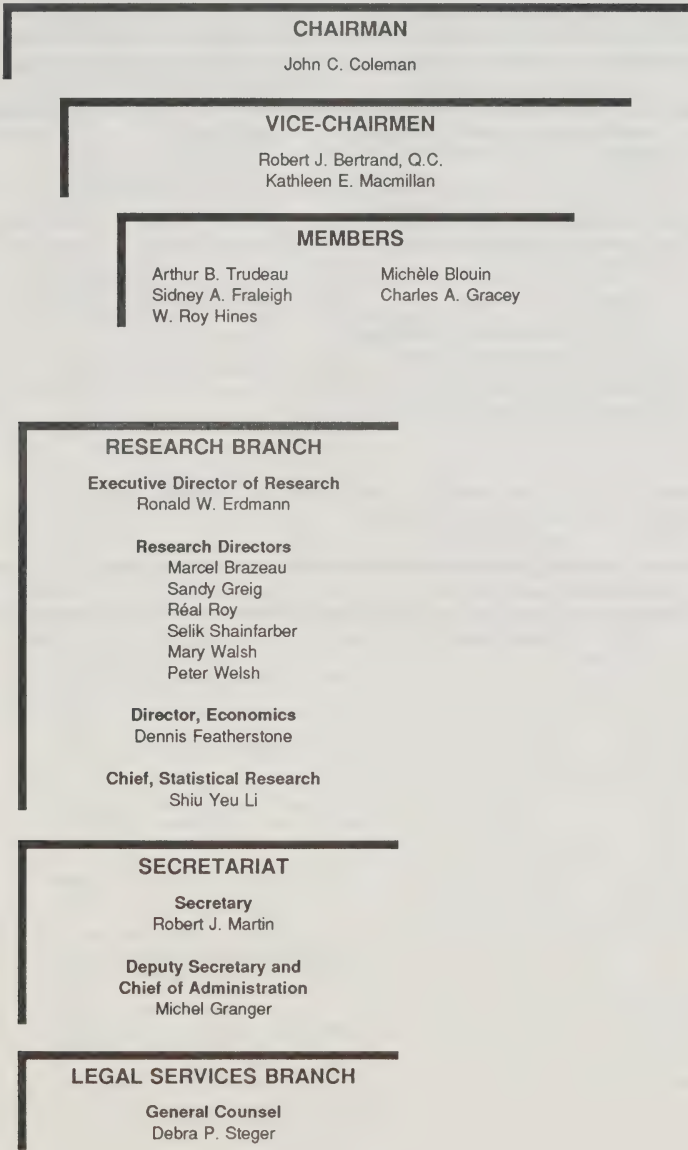 CHAIRMAN
John C. Coleman
VICE-CHAIRMEN
Robert J. Bertrand, Q.C.
Kathleen E. Macmillan
MEMBERS
Arthur B. Trudeau
Sidney A. Fraleigh
W. Roy Hines
Michèle Blouin
Charles A. Gracey
RESEARCH BRANCH
Executive Director of Research
Ronald W. Erdmann
Research Directors
Marcel Brazeau
Sandy Greig
Réal Roy
Selik Shainfarber
Mary Walsh
Peter Welsh
Director, Economics
Dennis Featherstone
Chief, Statistical Research
Shiu Yeu Li
SECRETARIAT
Secretary
Robert J. Martin
Deputy Secretary and
Chief of Administration
Michel Granger
LEGAL SERVICES BRANCH
General Counsel
Debra P. Steger